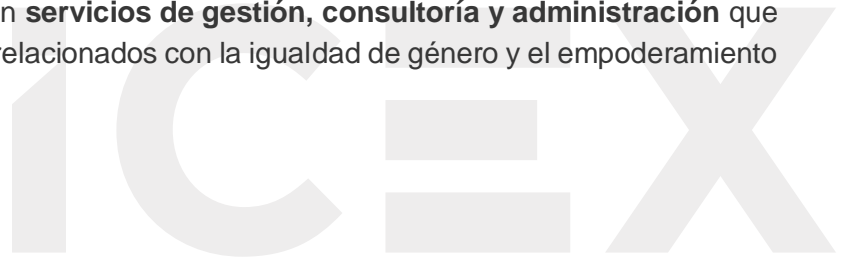 n servicios de gestión, consultoría y administración que
relacionados con la igualdad de género y el empoderamiento
ICEX